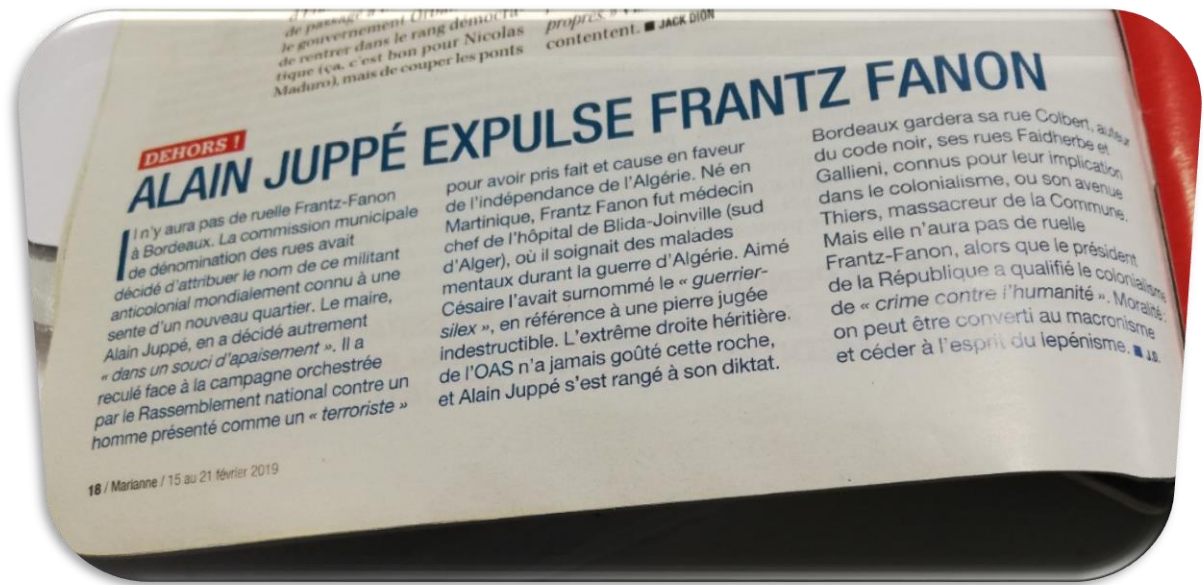 de passage à
le gouvernement Orban
de rentrer dans le rang démocra-
tique (ça, c'est bon pour Nicolas
Maduro), mais de couper les ponts
propres. »
contentent. ■ JACK DION
DEHORS !
ALAIN JUPPÉ EXPULSE FRANTZ FANON
Il n'y aura pas de ruelle Frantz-Fanon
à Bordeaux. La commission municipale
de dénomination des rues avait
décidé d'attribuer le nom de ce militant
anticolonial mondialement connu à une
sente d'un nouveau quartier. Le maire,
Alain Juppé, en a décidé autrement
« dans un souci d'apaisement ». Il a
reculé face à la campagne orchestrée
par le Rassemblement national contre un
homme présenté comme un « terroriste »
pour avoir pris fait et cause en faveur
de l'indépendance de l'Algérie. Né en
Martinique, Frantz Fanon fut médecin
chef de l'hôpital de Blida-Joinville (sud
d'Alger), où il soignait des malades
mentaux durant la guerre d'Algérie. Aimé
Césaire l'avait surnommé le « guerrier-
silex », en référence à une pierre jugée
indestructible. L'extrême droite héritière
de l'OAS n'a jamais goûté cette roche,
et Alain Juppé s'est rangé à son diktat.
Bordeaux gardera sa rue Colbert, auteur
du code noir, ses rues Faidherbe et
Gallieni, connus pour leur implication
dans le colonialisme, ou son avenue
Thiers, massacreur de la Commune.
Mais elle n'aura pas de ruelle
Frantz-Fanon, alors que le président
de la République a qualifié le colonialisme
de « crime contre l'humanité ». Moralité :
on peut être converti au macronisme
et céder à l'esprit du lepénisme. ■ J.D.
18 / Marianne / 15 au 21 février 2019